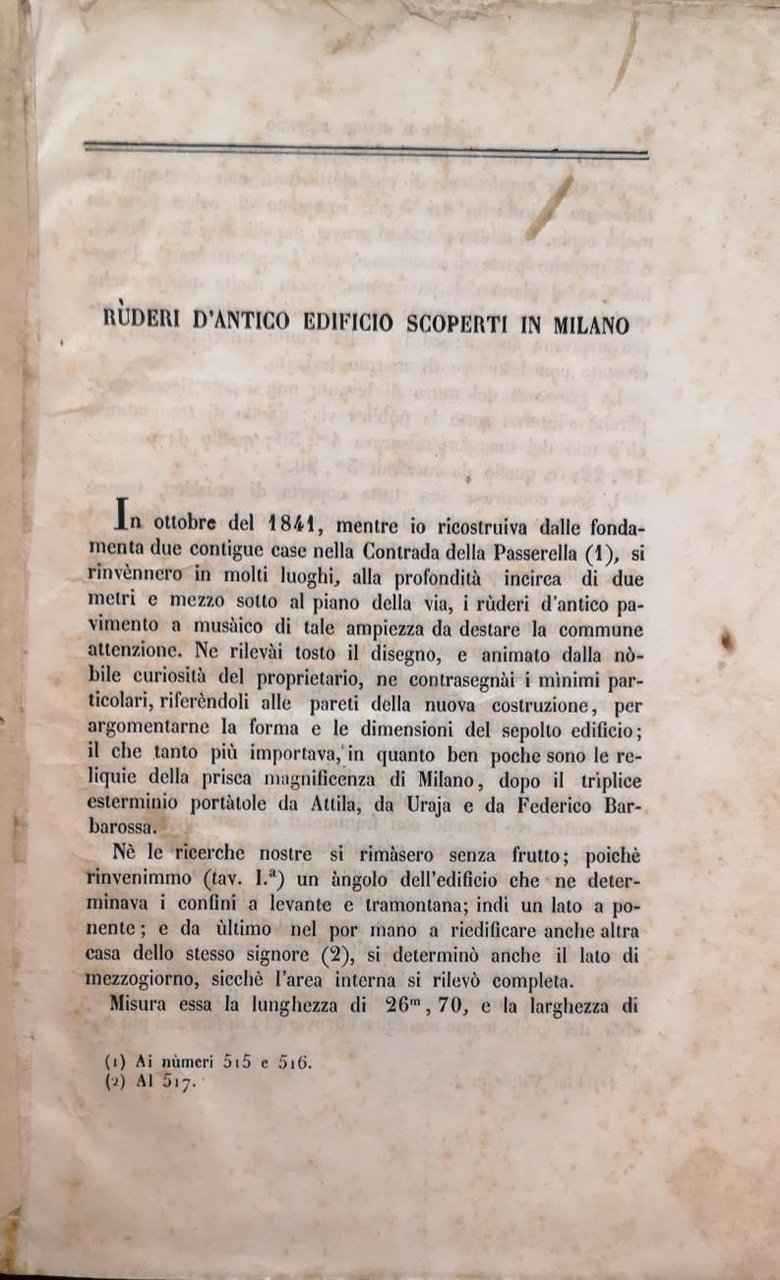 RÙDERI D'ANTICO EDIFICIO SCOPERTI IN MILANO
In ottobre del 1841, mentre io ricostruiva dalle fonda-
menta due contigue case nella Contrada della Passerella (1), si
rinvènnero in molti luoghi, alla profondità incirca di due
metri e mezzo sotto al piano della via, i rùderi d'antico pa-
vimento a musàico di tale ampiezza da destare la commune
attenzione. Ne rilevài tosto il disegno, e animato dalla nò-
bile curiosità del proprietario, ne contrasegnài i mìnimi par-
ticolari, riferèndoli alle pareti della nuova costruzione, per
argomentarne la forma e le dimensioni del sepolto edificio;
il che tanto più importava, in quanto ben poche sono le re-
liquie della prisca magnificenza di Milano, dopo il triplice
esterminio portàtole da Attila, da Uraja e da Federico Bar-
barossa.
Nè le ricerche nostre si rimàsero senza frutto; poichè
rinvenimmo (tav. I.ª) un àngolo dell'edificio che ne deter-
minava i confini a levante e tramontana; indi un lato a po-
nente; e da ùltimo nel por mano a riedificare anche altra
casa dello stesso signore (2), si determinò anche il lato di
mezzogiorno, sicchè l'area interna si rilevò completa.
Misura essa la lunghezza di 26ᵐ, 70, e la larghezza di
(1) Ai nùmeri 515 e 516.
(2) Al 517.